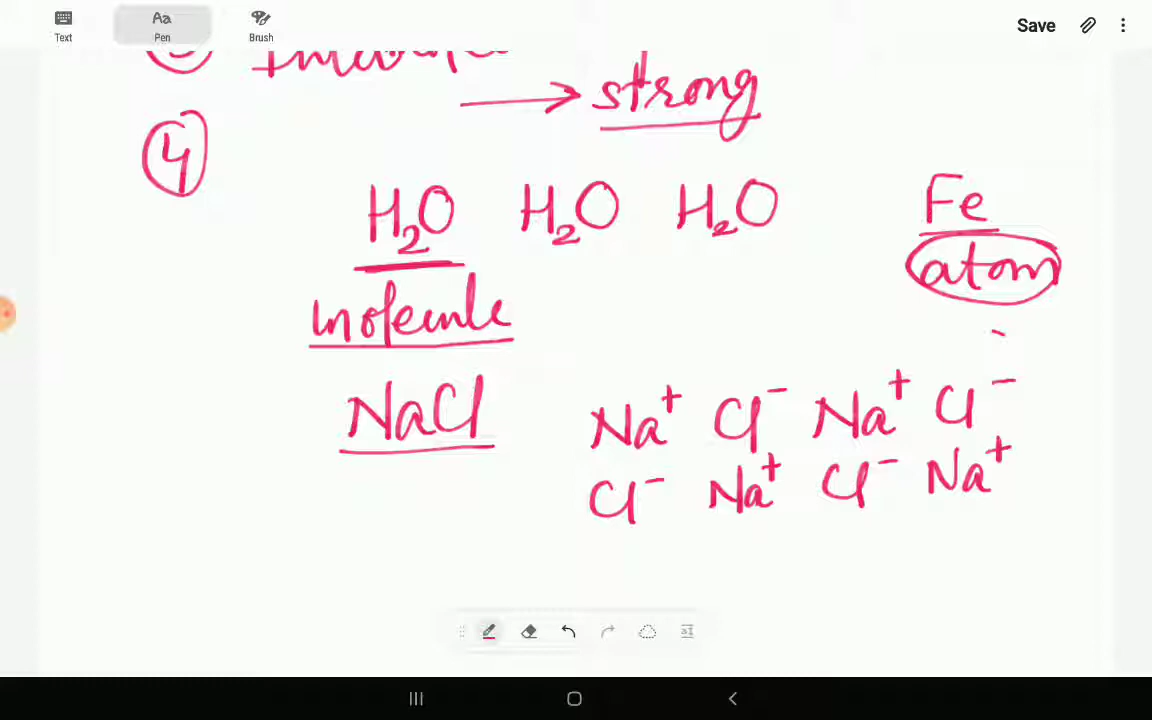 Text Pen Brush Save
→ strong
④
H₂O H₂O H₂O Fe
molecule atom
NaCl Na⁺ Cl⁻ Na⁺ Cl⁻
Cl⁻ Na⁺ Cl⁻ Na⁺